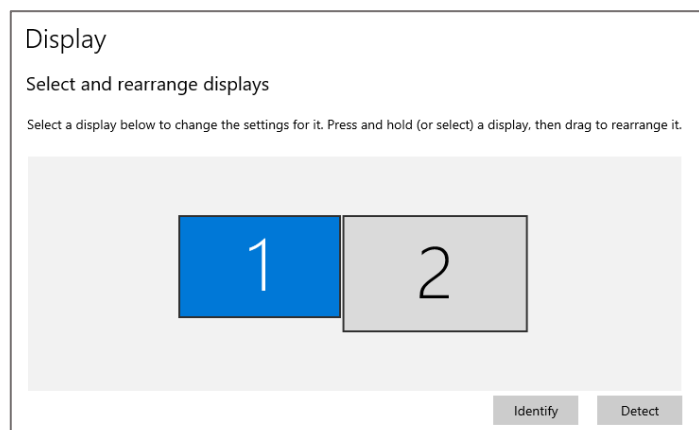 Display
Select and rearrange displays
Select a display below to change the settings for it. Press and hold (or select) a display, then drag to rearrange it.
1 2
Identify Detect